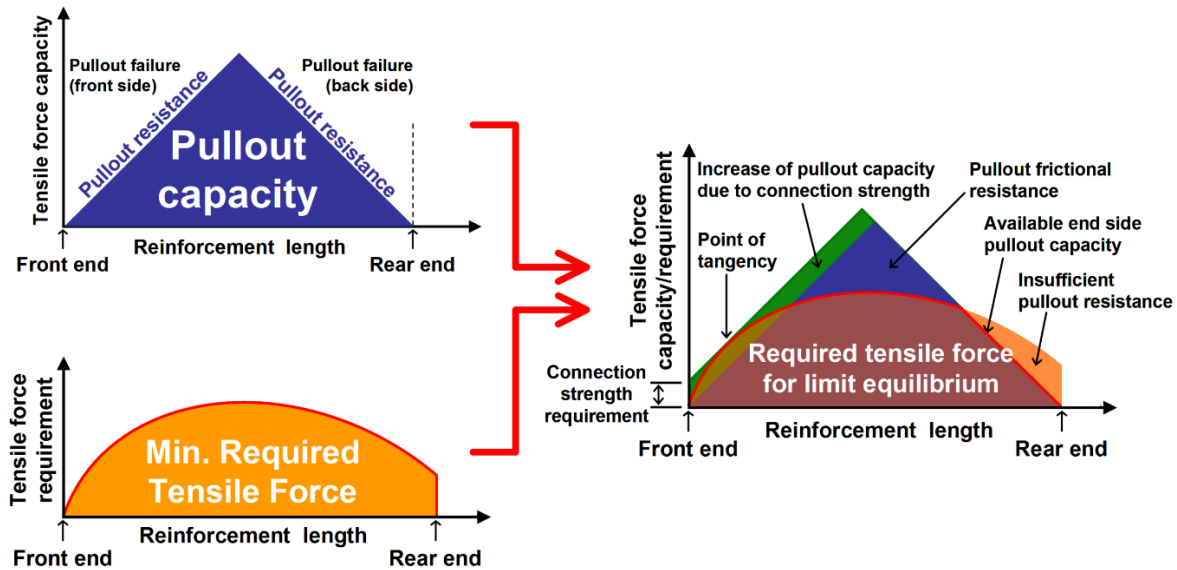 Tensile force capacity
Pullout failure
(front side)
Pullout failure
(back side)
Pullout resistance
Pullout resistance
Pullout
capacity
Reinforcement length
Front end
Rear end
Tensile force
requirement
Min. Required
Tensile Force
Reinforcement length
Front end
Rear end
Tensile force
capacity/requirement
Increase of pullout capacity
due to connection strength
Pullout frictional
resistance
Point of
tangency
Available end side
pullout capacity
Insufficient
pullout resistance
Connection
strength
requirement
Required tensile force
for limit equilibrium
Reinforcement length
Front end
Rear end